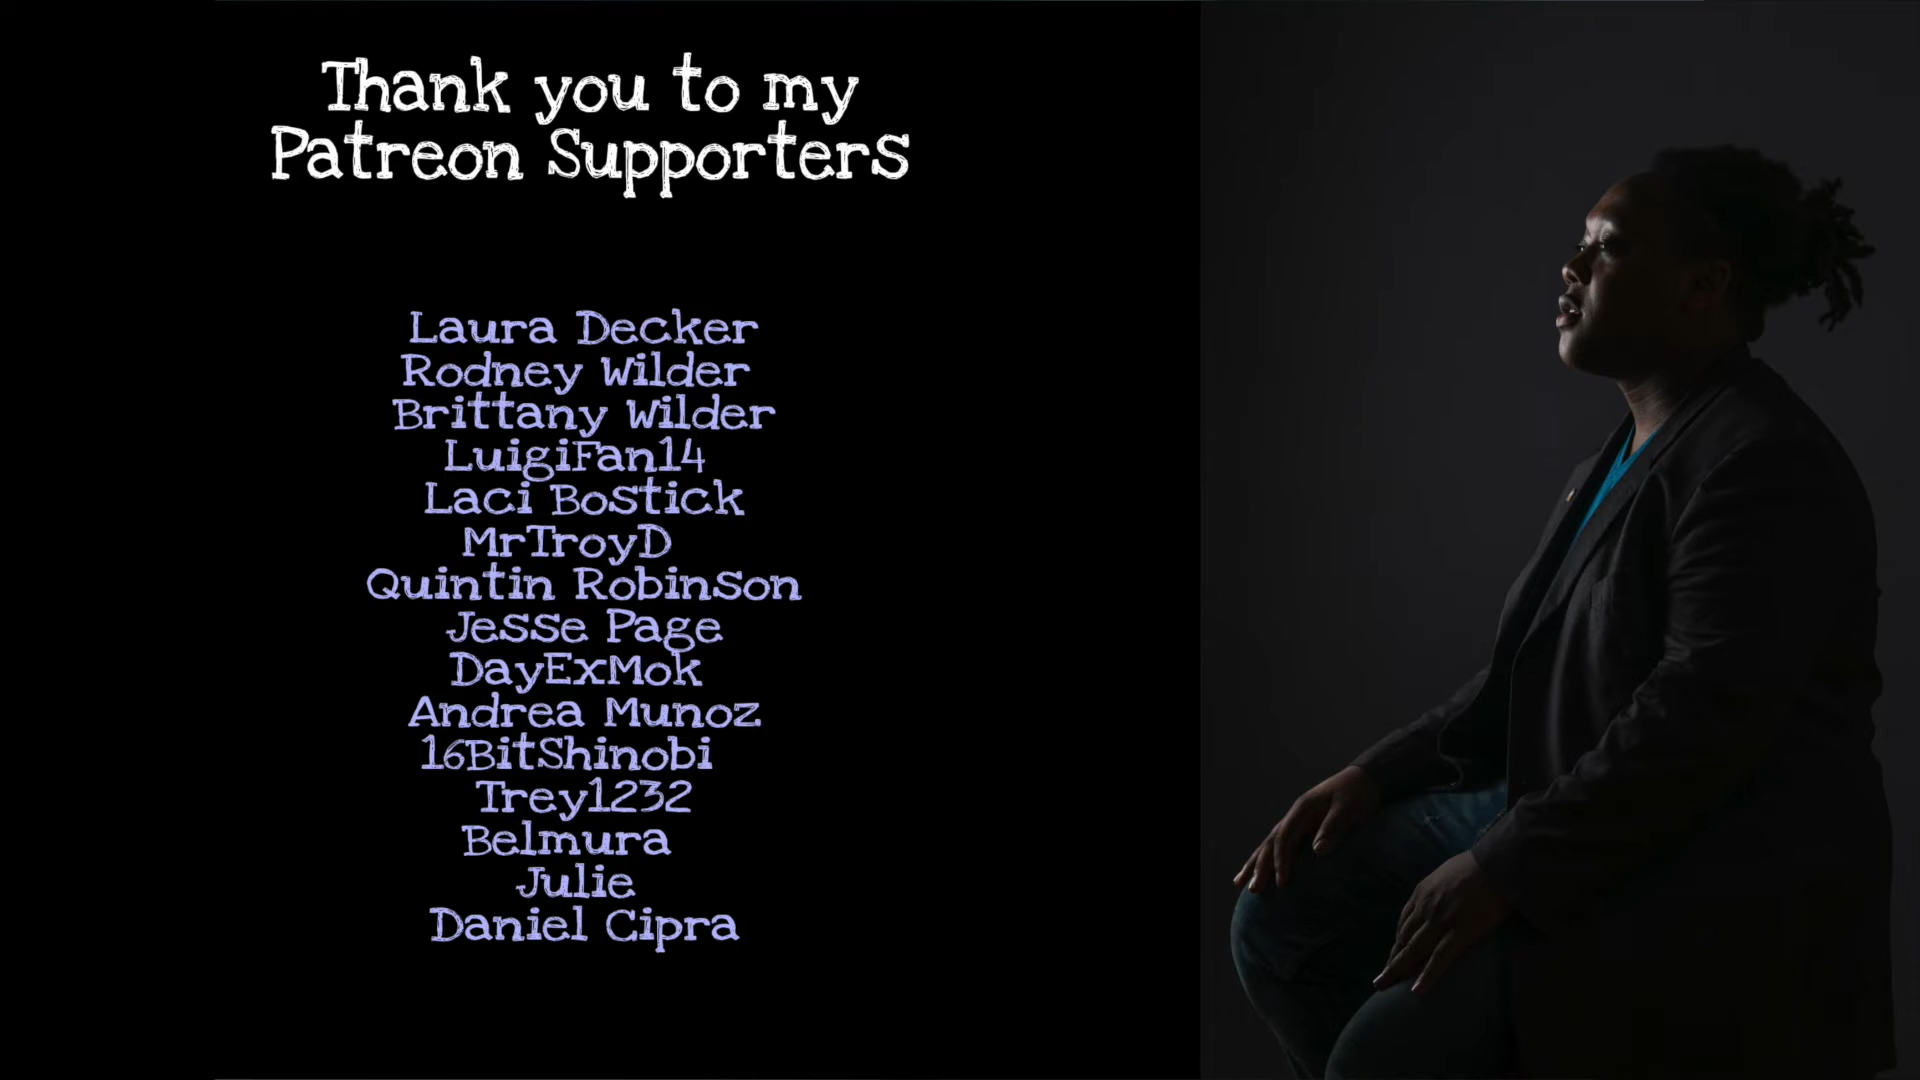 Thank you to my
Patreon Supporters
Laura Decker
Rodney Wilder
Brittany Wilder
LuigiFan14
Laci Bostick
MrTroyD
Quintin Robinson
Jesse Page
DayExMok
Andrea Munoz
16BitShinobi
Trey1232
Belmura
Julie
Daniel Cipra